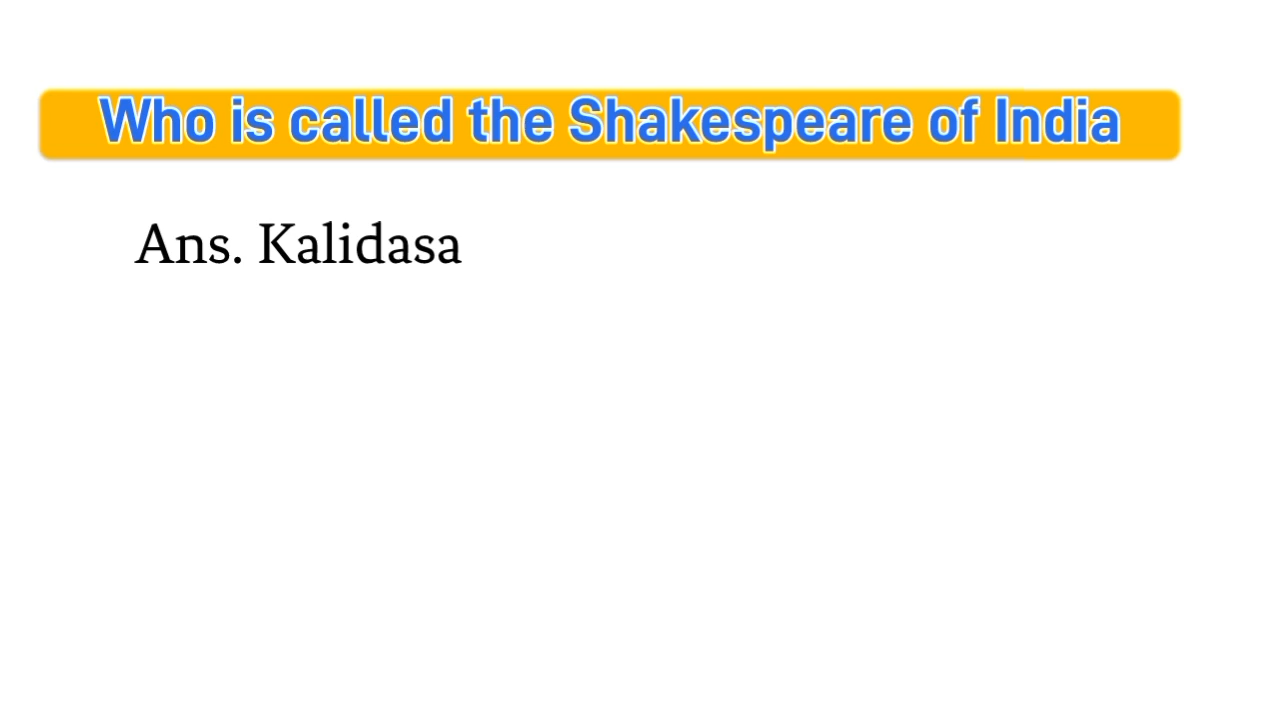 Who is called the Shakespeare of India
Ans. Kalidasa